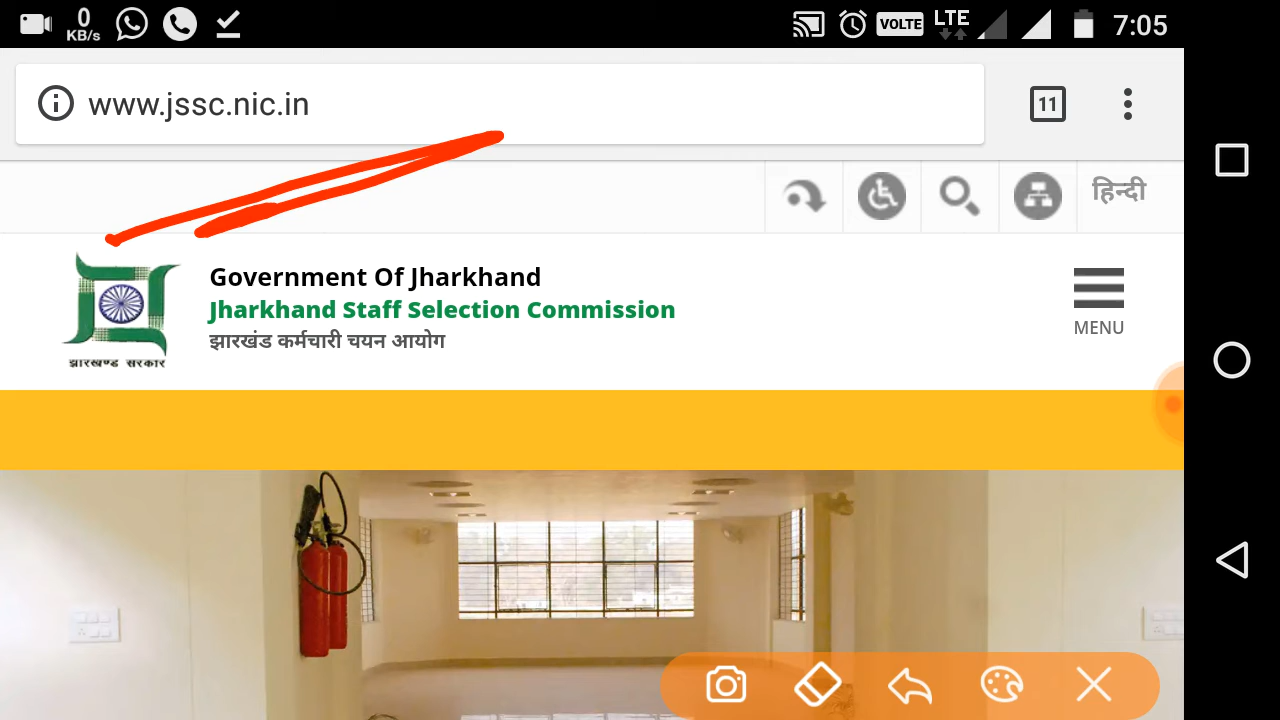 0
KB/s
VOLTE
LTE
7:05
www.jssc.nic.in
11
हिन्दी
Government Of Jharkhand
Jharkhand Staff Selection Commission
झारखंड कर्मचारी चयन आयोग
झारखण्ड सरकार
MENU